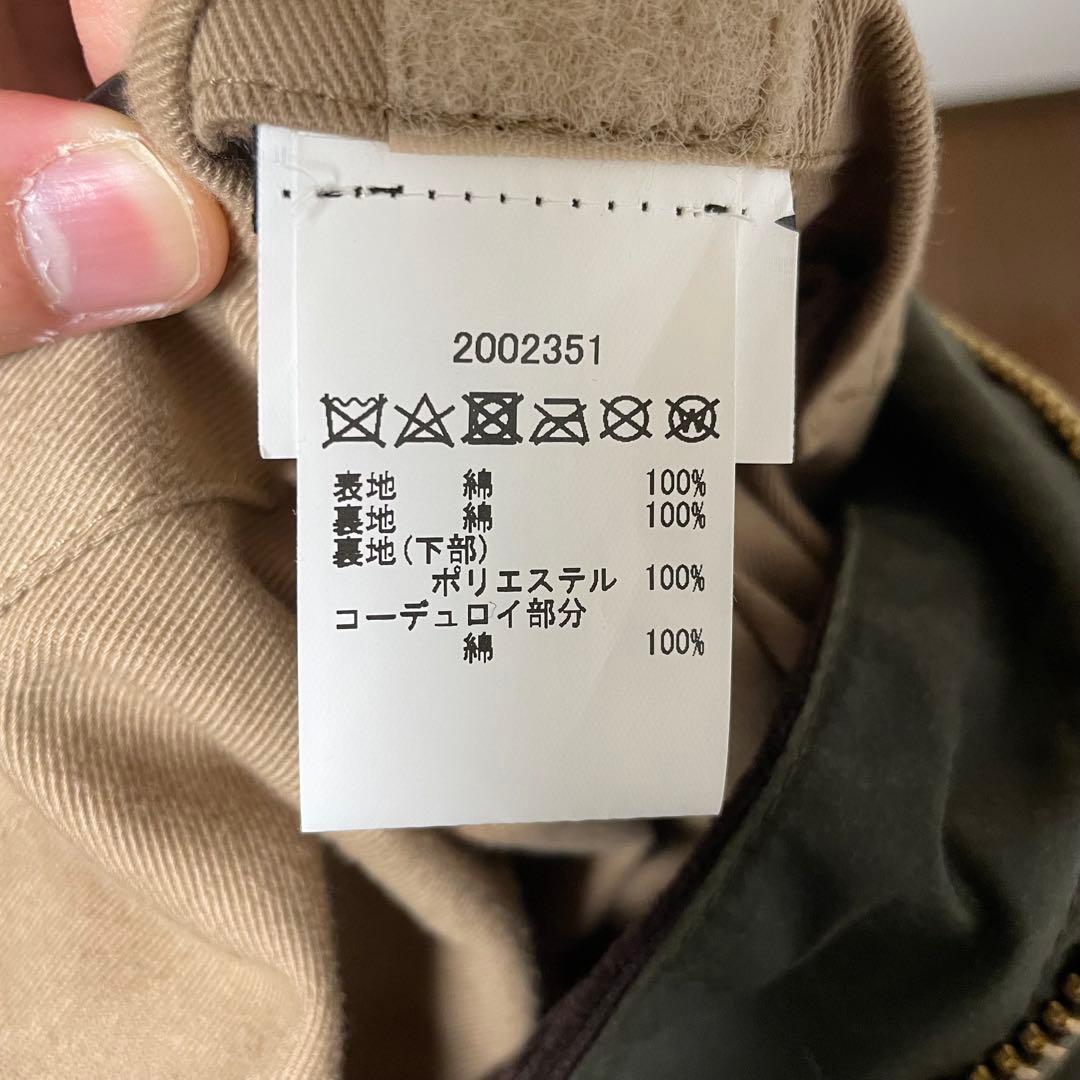 2002351
表地 綿 100%
裏地 綿 100%
裏地(下部)
ポリエステル 100%
コーデュロイ部分
綿 100%